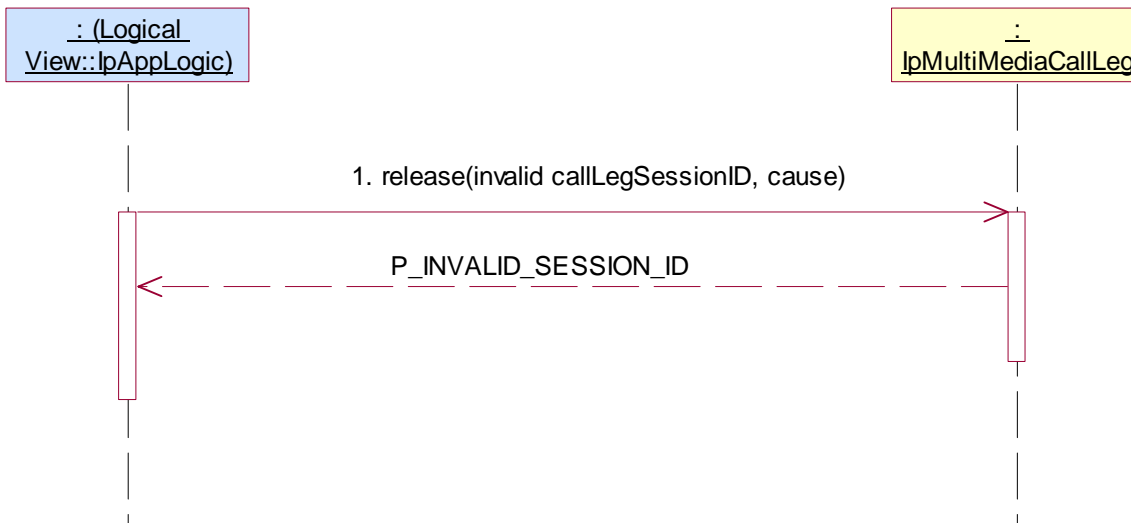 : (Logical
View::IpAppLogic)
:
IpMultiMediaCallLeg
1. release(invalid callLegSessionID, cause)
P_INVALID_SESSION_ID